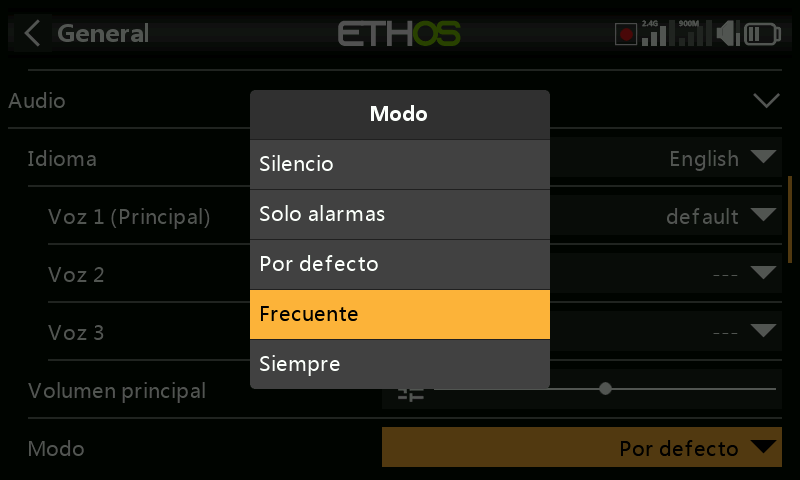 General
ETHOS
2.4G
900M
Audio
Modo
Silencio
Solo alarmas
Por defecto
Frecuente
Siempre
Idioma
English
Voz 1 (Principal)
default
Voz 2
---
Voz 3
---
Volumen principal
Modo
Por defecto